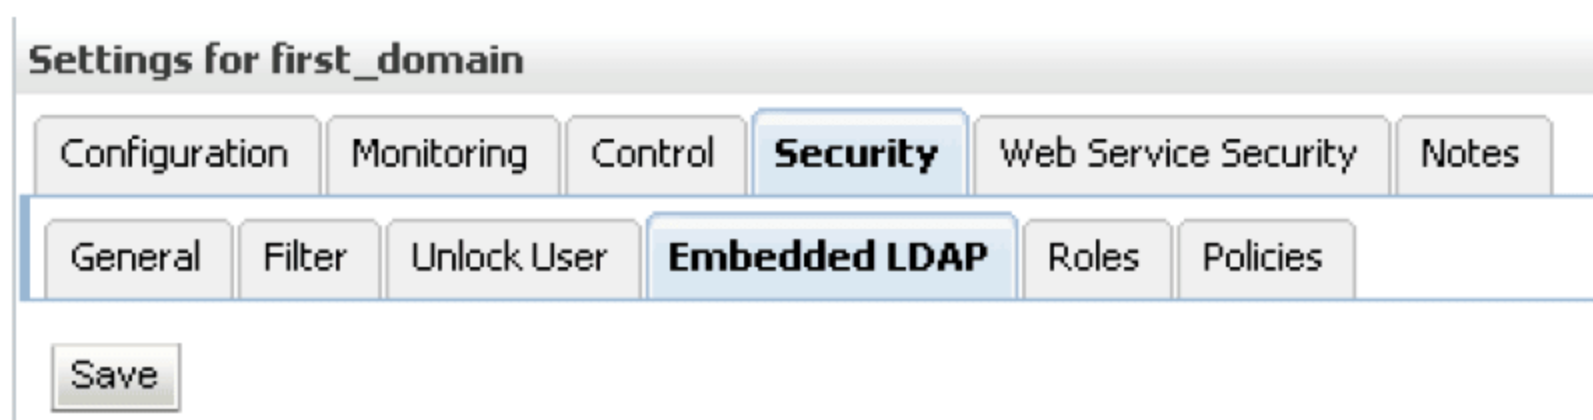 Settings for first_domain
Configuration Monitoring Control Security Web Service Security Notes
General Filter Unlock User Embedded LDAP Roles Policies
Save